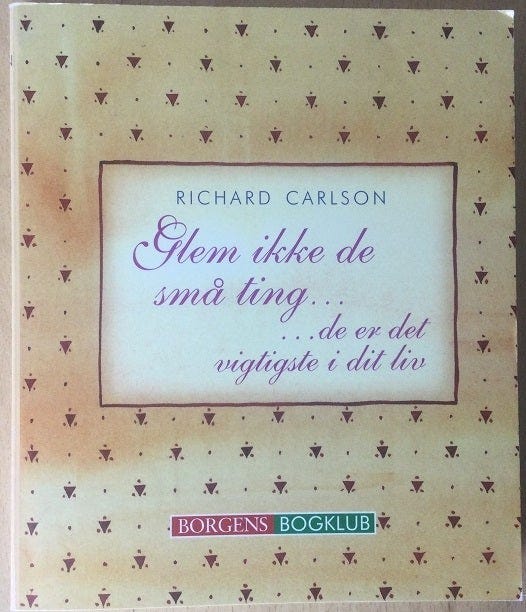 RICHARD CARLSON
Glem ikke de
små ting...
...de er det
vigtigste i dit liv
BORGENS BOGKLUB